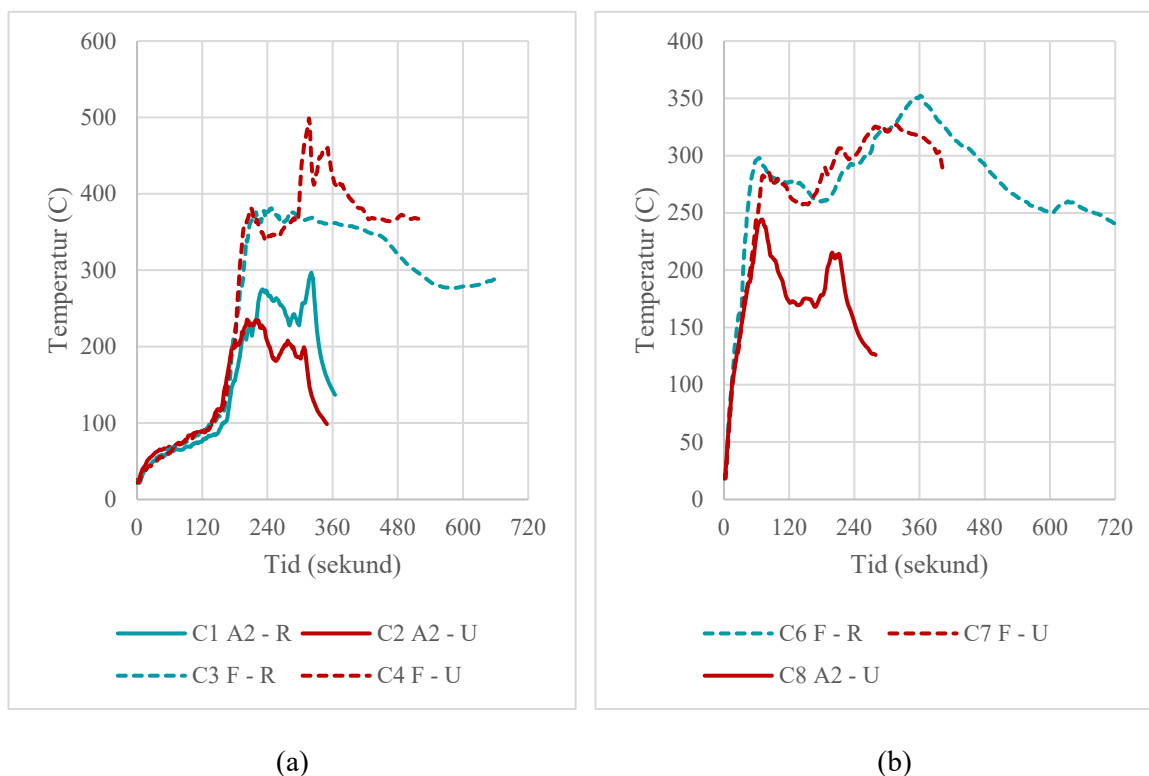 600
500
400
300
200
100
0
Temperatur (C)
0 120 240 360 480 600 720
Tid (sekund)
C1 A2 - R C2 A2 - U
C3 F - R C4 F - U
(a)
400
350
300
250
200
150
100
50
0
Temperatur (C)
0 120 240 360 480 600 720
Tid (sekund)
C6 F - R C7 F - U
C8 A2 - U
(b)